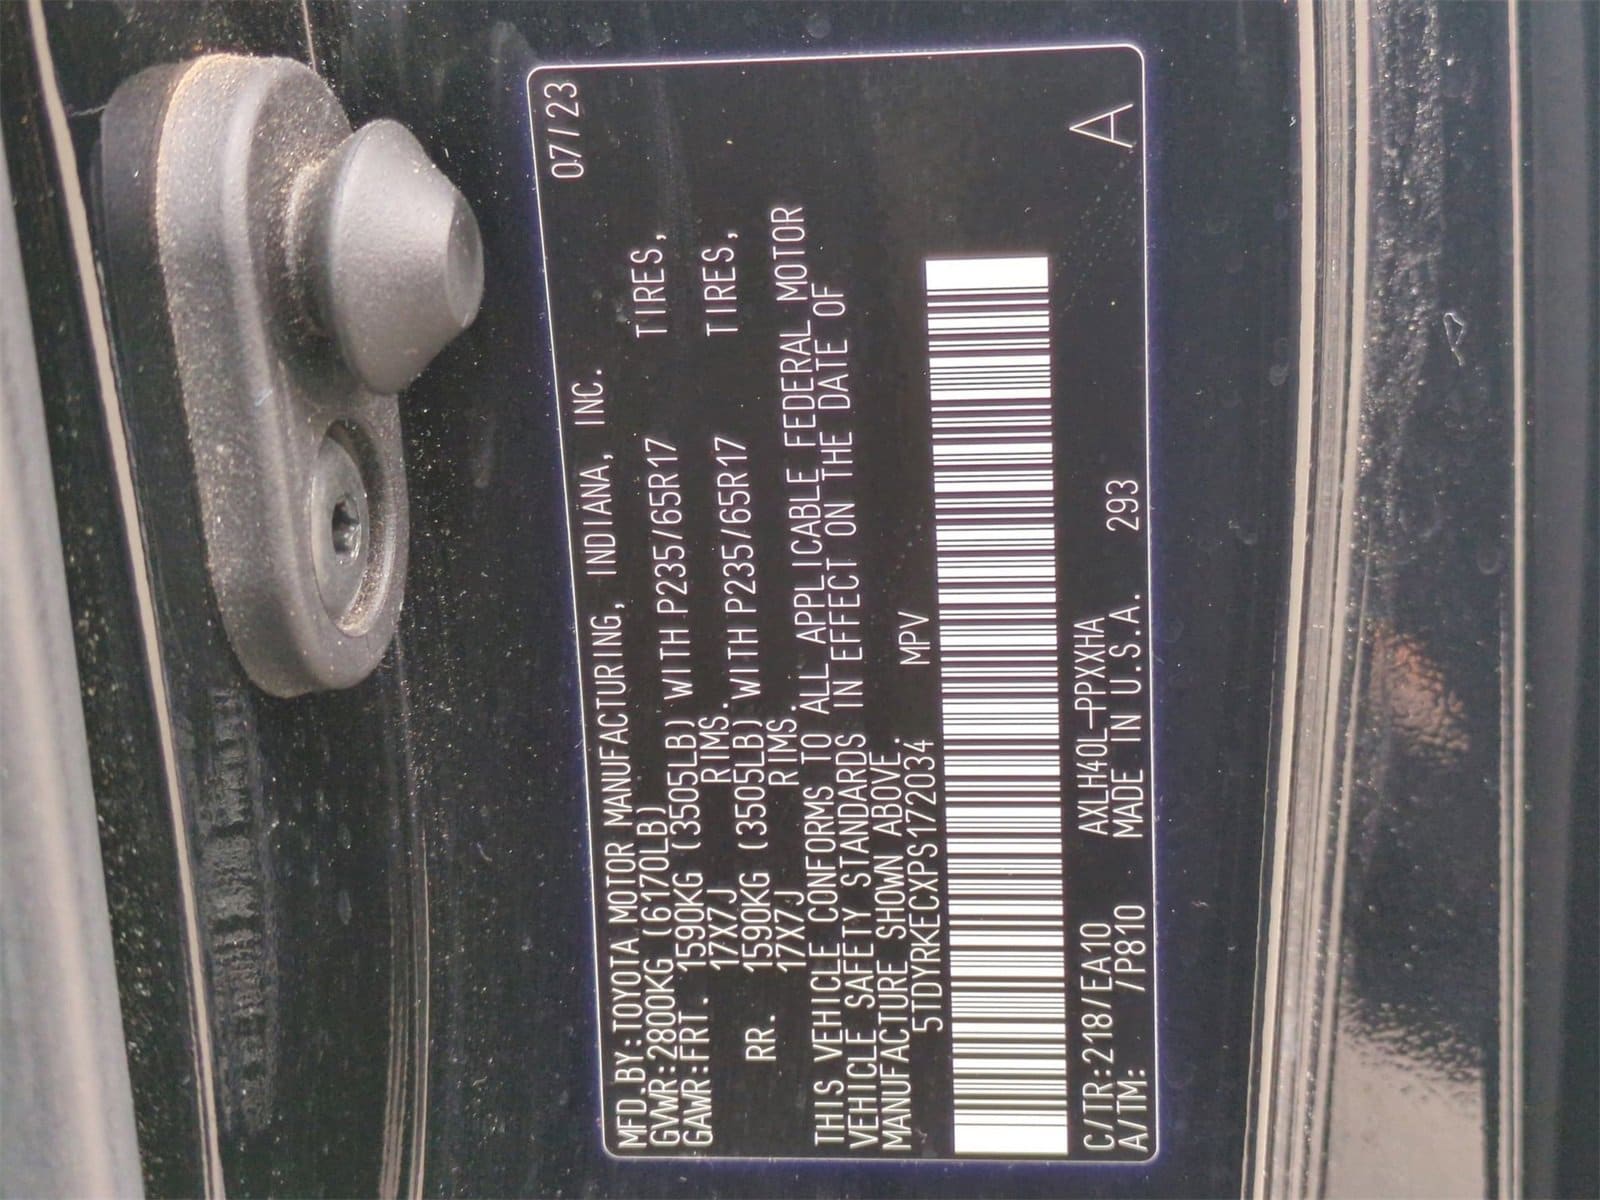 MFD.BY:TOYOTA MOTOR MANUFACTURING, INDIANA, INC. 07/23
GVWR:2800KG (6170LB)
GAWR:FRT. 1590KG (3505LB) WITH P235/65R17 TIRES,
17X7J RIMS.
RR. 1590KG (3505LB) WITH P235/65R17 TIRES,
17X7J RIMS.
THIS VEHICLE CONFORMS TO ALL APPLICABLE FEDERAL MOTOR
VEHICLE SAFETY STANDARDS IN EFFECT ON THE DATE OF
MANUFACTURE SHOWN ABOVE.
5TDYRKECXPS172034 MPV
C/TR:218/EA10 AXLH40L-PPXXHA
A/TM: /P810 MADE IN U.S.A. 293 A